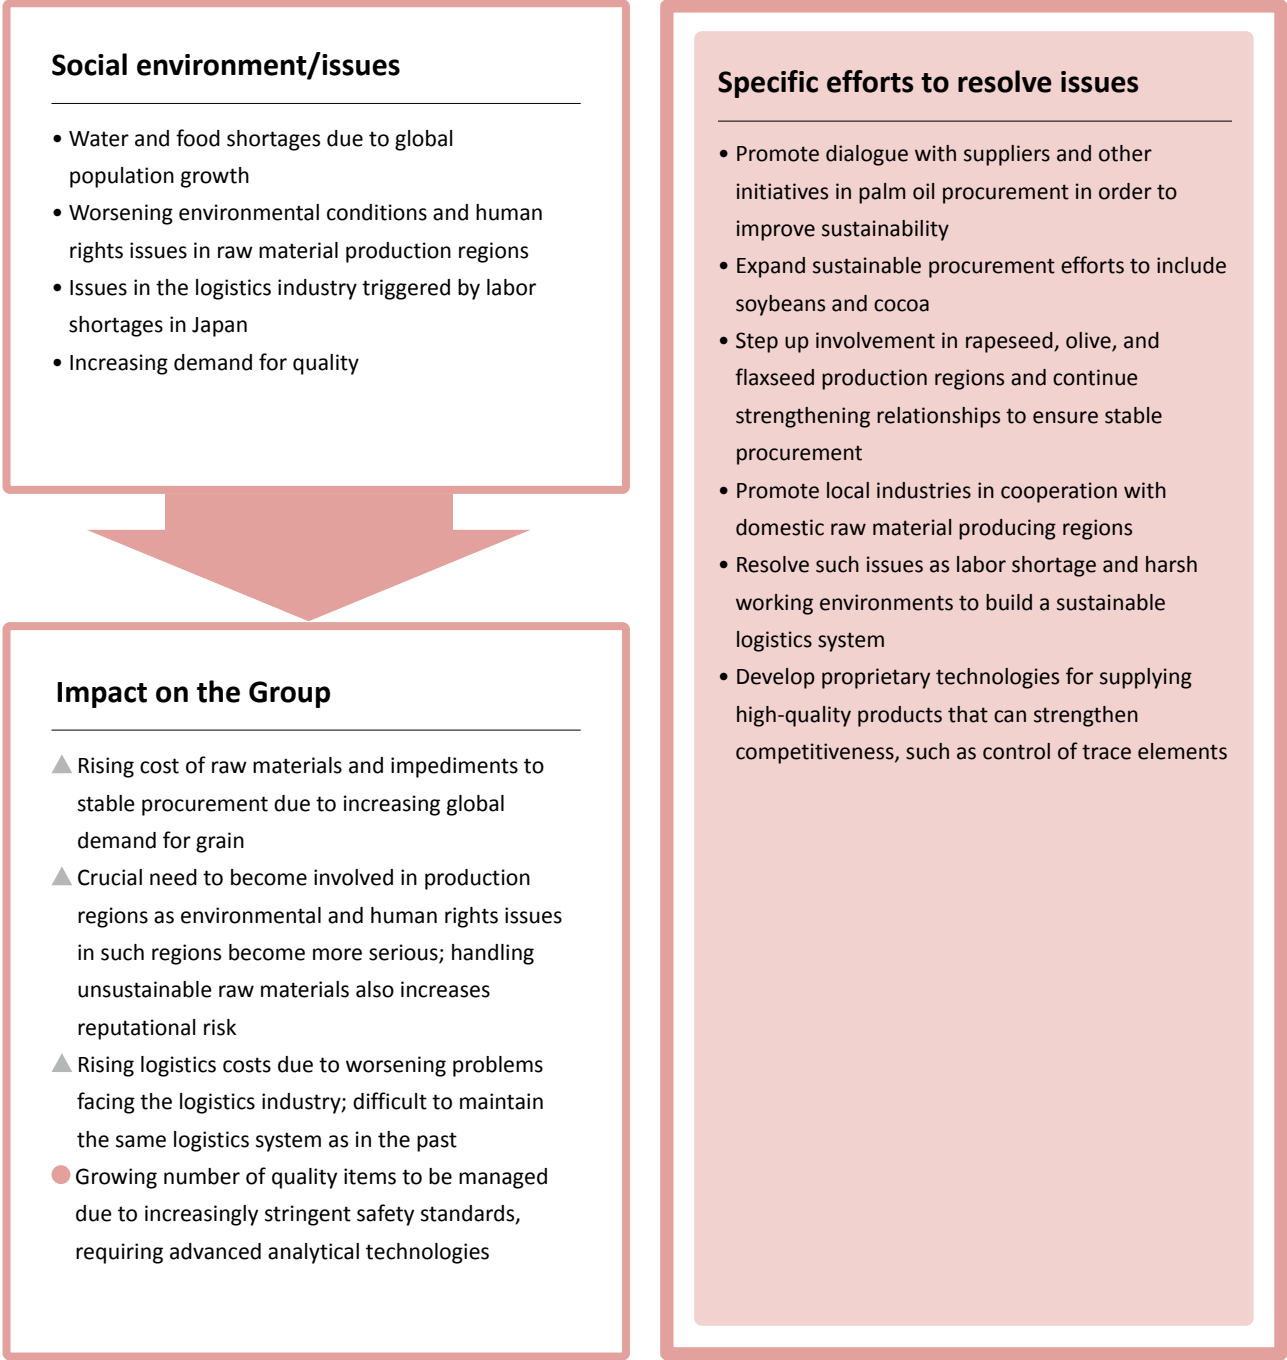 Social environment/issues
• Water and food shortages due to global
population growth
• Worsening environmental conditions and human
rights issues in raw material production regions
• Issues in the logistics industry triggered by labor
shortages in Japan
• Increasing demand for quality
Impact on the Group
▲ Rising cost of raw materials and impediments to
stable procurement due to increasing global
demand for grain
▲ Crucial need to become involved in production
regions as environmental and human rights issues
in such regions become more serious; handling
unsustainable raw materials also increases
reputational risk
▲ Rising logistics costs due to worsening problems
facing the logistics industry; difficult to maintain
the same logistics system as in the past
● Growing number of quality items to be managed
due to increasingly stringent safety standards,
requiring advanced analytical technologies
Specific efforts to resolve issues
• Promote dialogue with suppliers and other
initiatives in palm oil procurement in order to
improve sustainability
• Expand sustainable procurement efforts to include
soybeans and cocoa
• Step up involvement in rapeseed, olive, and
flaxseed production regions and continue
strengthening relationships to ensure stable
procurement
• Promote local industries in cooperation with
domestic raw material producing regions
• Resolve such issues as labor shortage and harsh
working environments to build a sustainable
logistics system
• Develop proprietary technologies for supplying
high-quality products that can strengthen
competitiveness, such as control of trace elements